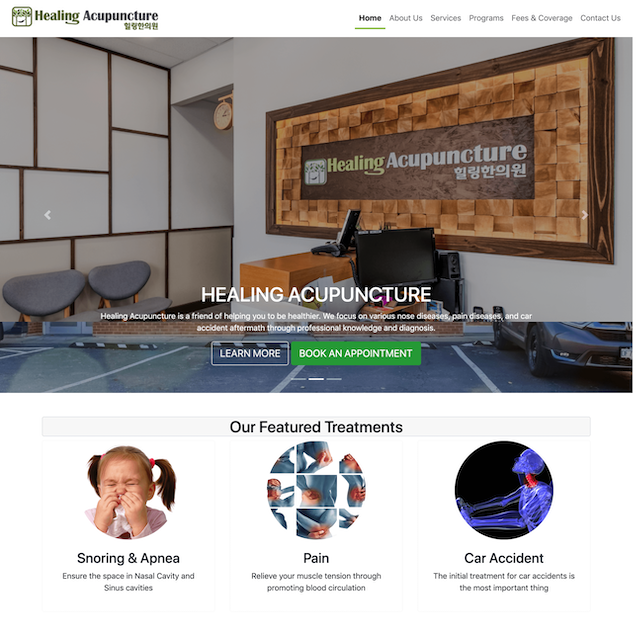 Healing Acupuncture
힐링한의원
Home About Us Services Programs Fees & Coverage Contact Us
Healing Acupuncture
힐링한의원
HEALING ACUPUNCTURE
Healing Acupuncture is a friend of helping you to be healthier. We focus on various nose diseases, pain diseases, and car
accident aftermath through professional knowledge and diagnosis.
LEARN MORE BOOK AN APPOINTMENT
Our Featured Treatments
Snoring & Apnea
Ensure the space in Nasal Cavity and
Sinus cavities
Pain
Relieve your muscle tension through
promoting blood circulation
Car Accident
The initial treatment for car accidents is
the most important thing